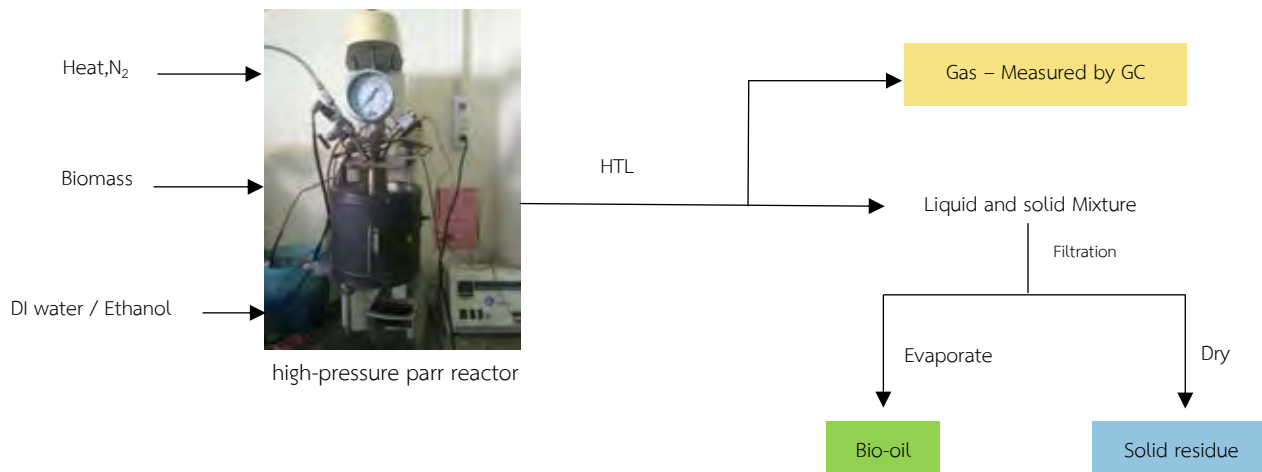 Heat,N₂
Biomass
DI water / Ethanol
high-pressure parr reactor
HTL
Gas – Measured by GC
Liquid and solid Mixture
Filtration
Evaporate
Dry
Bio-oil
Solid residue